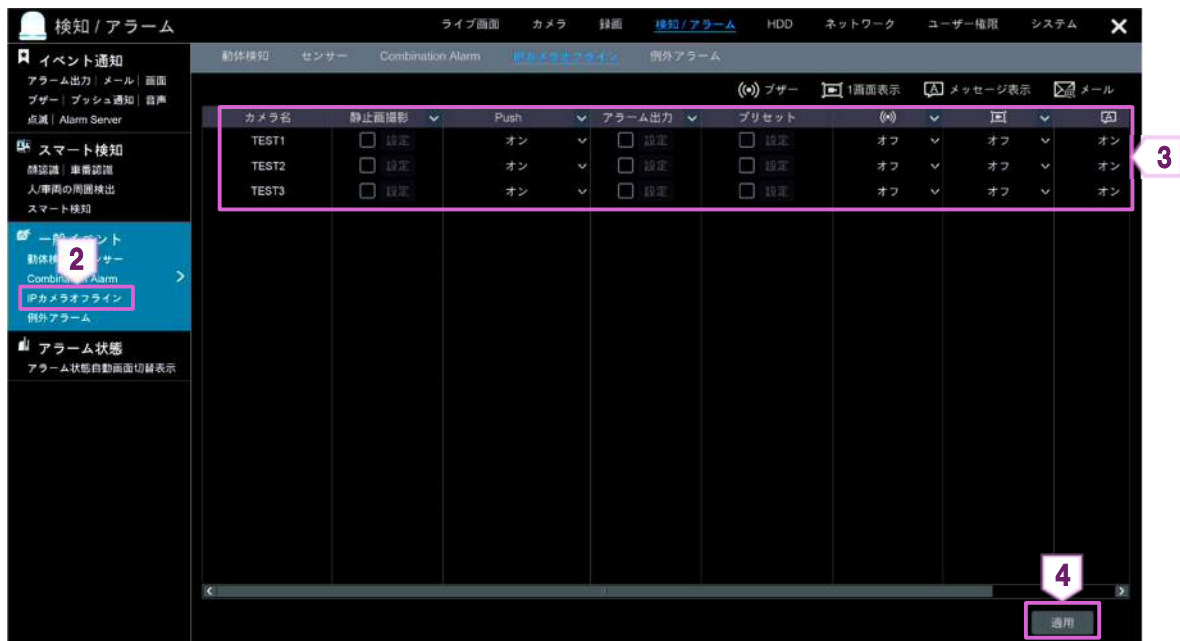 検知 / アラーム ライブ画面 カメラ 録画 検知 / アラーム HDD ネットワーク ユーザー権限 システム
イベント通知
アラーム出力 | メール | 画面
ブザー | プッシュ通知 | 音声
点滅 | Alarm Server
スマート検知
顔認識 | 車番認識
人/車両の周囲検出
スマート検知
一般イベント
動体検 ンサー
Combination Alarm
IPカメラオフライン
例外アラーム
アラーム状態
アラーム状態自動画面切替表示
2
動体検知 センサー Combination Alarm IPカメラオフライン 例外アラーム
ブザー 1画面表示 メッセージ表示 メール
カメラ名 静止画撮影 Push アラーム出力 プリセット
TEST1 設定 オン 設定 設定 オフ オフ オン
TEST2 設定 オン 設定 設定 オフ オフ オン
TEST3 設定 オン 設定 設定 オフ オフ オン
3
4
適用